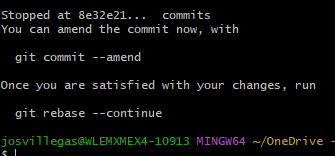 Stopped at 8e32e21... commits
You can amend the commit now, with
git commit --amend
Once you are satisfied with your changes, run
git rebase --continue
josvillegas@WLEMXMEX4-10913 MINGW64 ~/OneDrive -
$